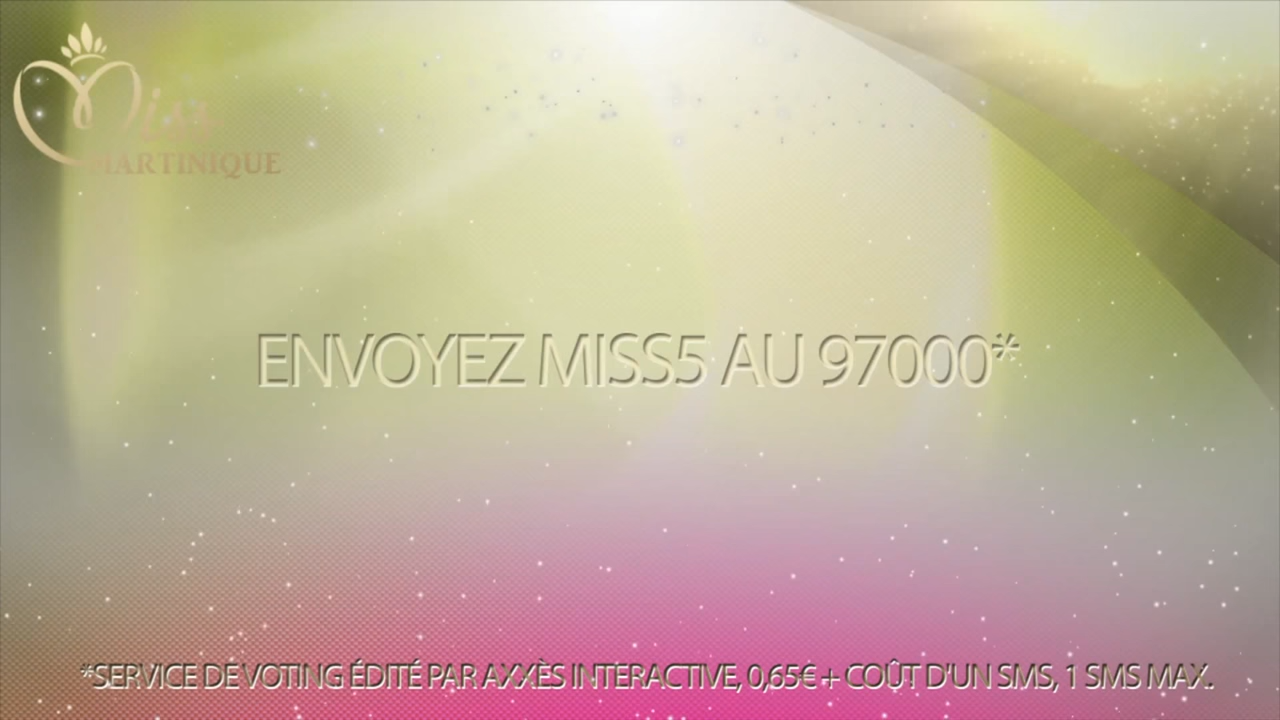 Miss
MARTINIQUE
ENVOYEZ MISS5 AU 97000*
*SERVICE DE VOTING ÉDITÉ PAR AXXÈS INTERACTIVE, 0,65€ + COÛT D'UN SMS, 1 SMS MAX.